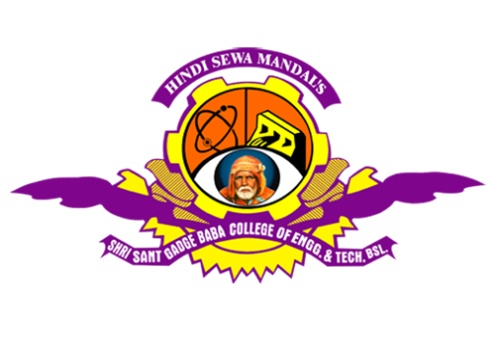 HINDI SEWA MANDAL'S
SHRI SANT GADGE BABA COLLEGE OF ENGG. & TECH. BSL.